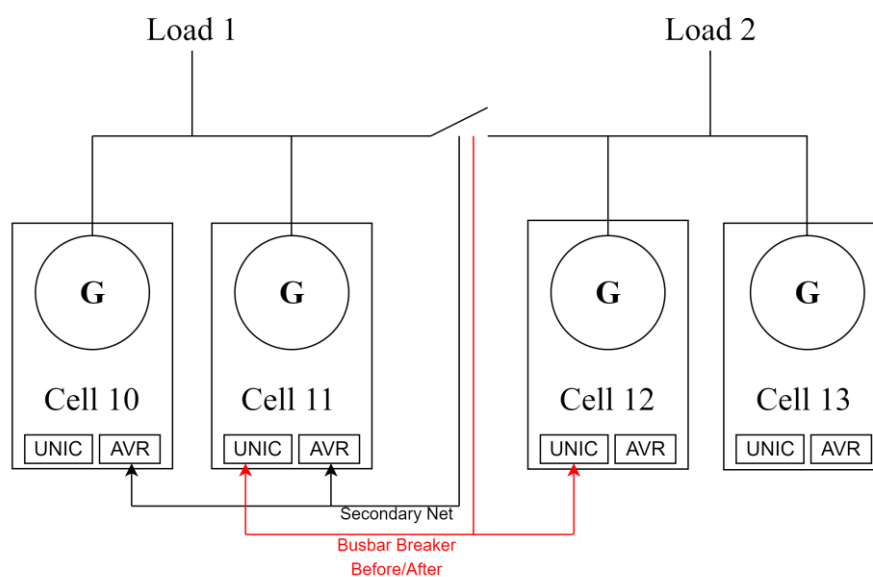 Load 1
Load 2
G
G
G
G
Cell 10
Cell 11
Cell 12
Cell 13
UNIC
AVR
UNIC
AVR
UNIC
AVR
UNIC
AVR
Secondary Net
Busbar Breaker
Before/After